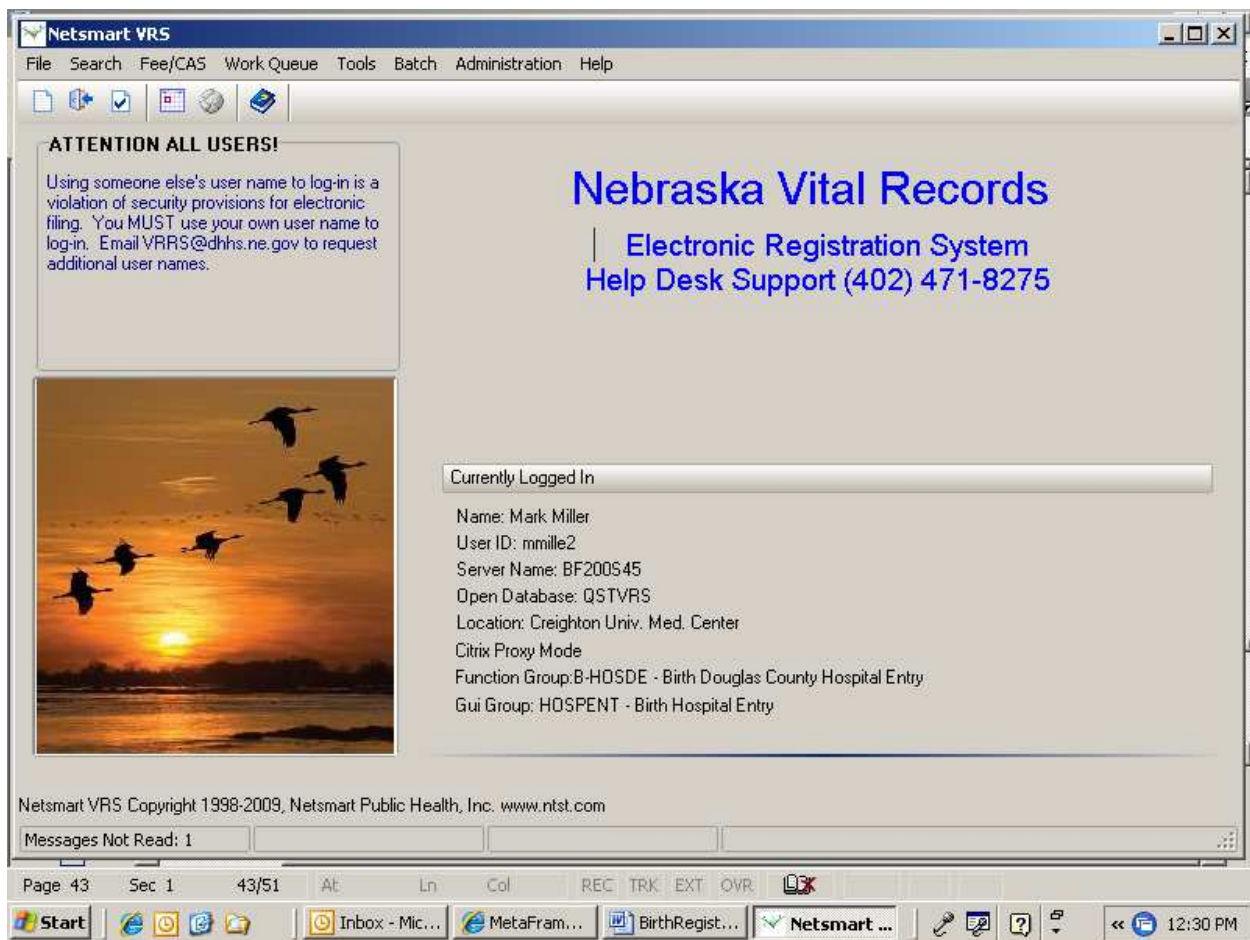 Netsmart VRS
File Search Fee/CAS Work Queue Tools Batch Administration Help
ATTENTION ALL USERS!
Using someone else's user name to log-in is a
violation of security provisions for electronic
filing. You MUST use your own user name to
log-in. Email VRRS@dhhs.ne.gov to request
additional user names.
Nebraska Vital Records
Electronic Registration System
Help Desk Support (402) 471-8275
Currently Logged In
Name: Mark Miller
User ID: mmille2
Server Name: BF200S45
Open Database: QSTVRS
Location: Creighton Univ. Med. Center
Citrix Proxy Mode
Function Group:B-HOSDE - Birth Douglas County Hospital Entry
Gui Group: HOSPENT - Birth Hospital Entry
Netsmart VRS Copyright 1998-2009, Netsmart Public Health, Inc. www.ntst.com
Messages Not Read: 1
Page 43 Sec 1 43/51 At Ln Col REC TRK EXT OVR
Start Inbox - Mic... MetaFram... BirthRegist... Netsmart ... « 12:30 PM